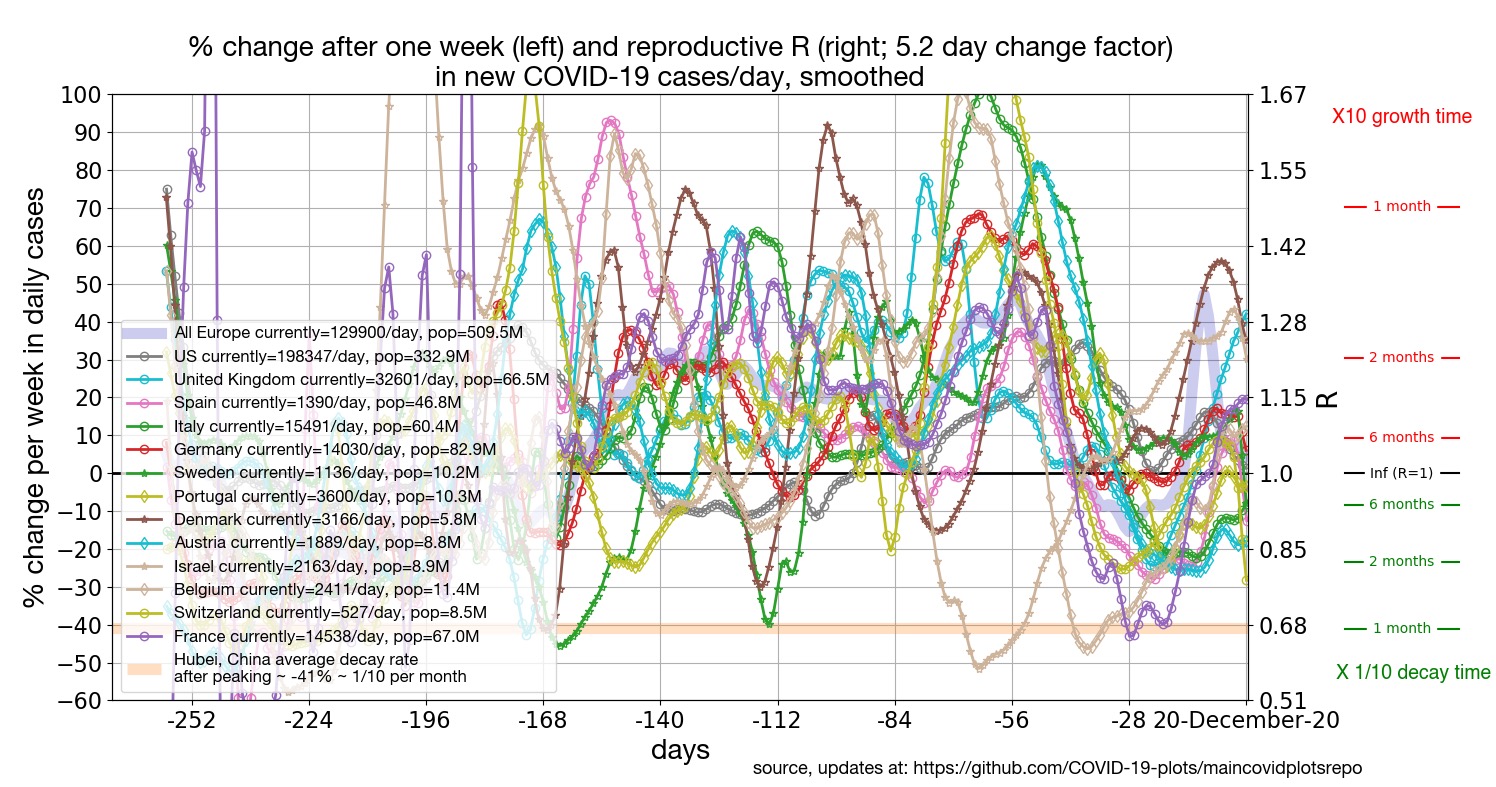 % change after one week (left) and reproductive R (right; 5.2 day change factor)
in new COVID-19 cases/day, smoothed
100
90
80
70
60
50
40
30
20
10
0
−10
−20
−30
−40
−50
−60
% change per week in daily cases
All Europe currently=129900/day, pop=509.5M
US currently=198347/day, pop=332.9M
United Kingdom currently=32601/day, pop=66.5M
Spain currently=1390/day, pop=46.8M
Italy currently=15491/day, pop=60.4M
Germany currently=14030/day, pop=82.9M
Sweden currently=1136/day, pop=10.2M
Portugal currently=3600/day, pop=10.3M
Denmark currently=3166/day, pop=5.8M
Austria currently=1889/day, pop=8.8M
Israel currently=2163/day, pop=8.9M
Belgium currently=2411/day, pop=11.4M
Switzerland currently=527/day, pop=8.5M
France currently=14538/day, pop=67.0M
Hubei, China average decay rate
after peaking ~ -41% ~ 1/10 per month
1.67
1.55
1.42
1.28
1.15
1.0
0.85
0.68
0.51
R
X10 growth time
1 month
2 months
6 months
Inf (R=1)
6 months
2 months
1 month
X 1/10 decay time
-252 -224 -196 -168 -140 -112 -84 -56 -28 20-December-20
days
source, updates at: https://github.com/COVID-19-plots/maincovidplotsrepo